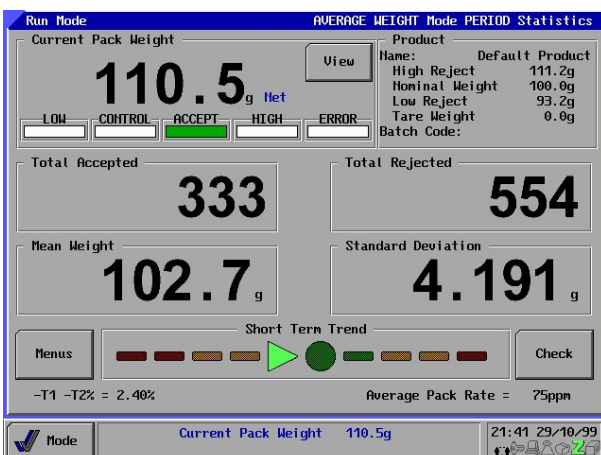 Run Mode AVERAGE WEIGHT Mode PERIOD Statistics
Current Pack Weight
110.5g Net
View
LOW CONTROL ACCEPT HIGH ERROR
Product
Name: Default Product
High Reject 111.2g
Nominal Weight 100.0g
Low Reject 93.2g
Tare Weight 0.0g
Batch Code:
Total Accepted
333
Total Rejected
554
Mean Weight
102.7g
Standard Deviation
4.191g
Short Term Trend
Menus
Check
-T1 -T2% = 2.40% Average Pack Rate = 75ppm
Mode Current Pack Weight 110.5g 21:41 29/10/99
Z